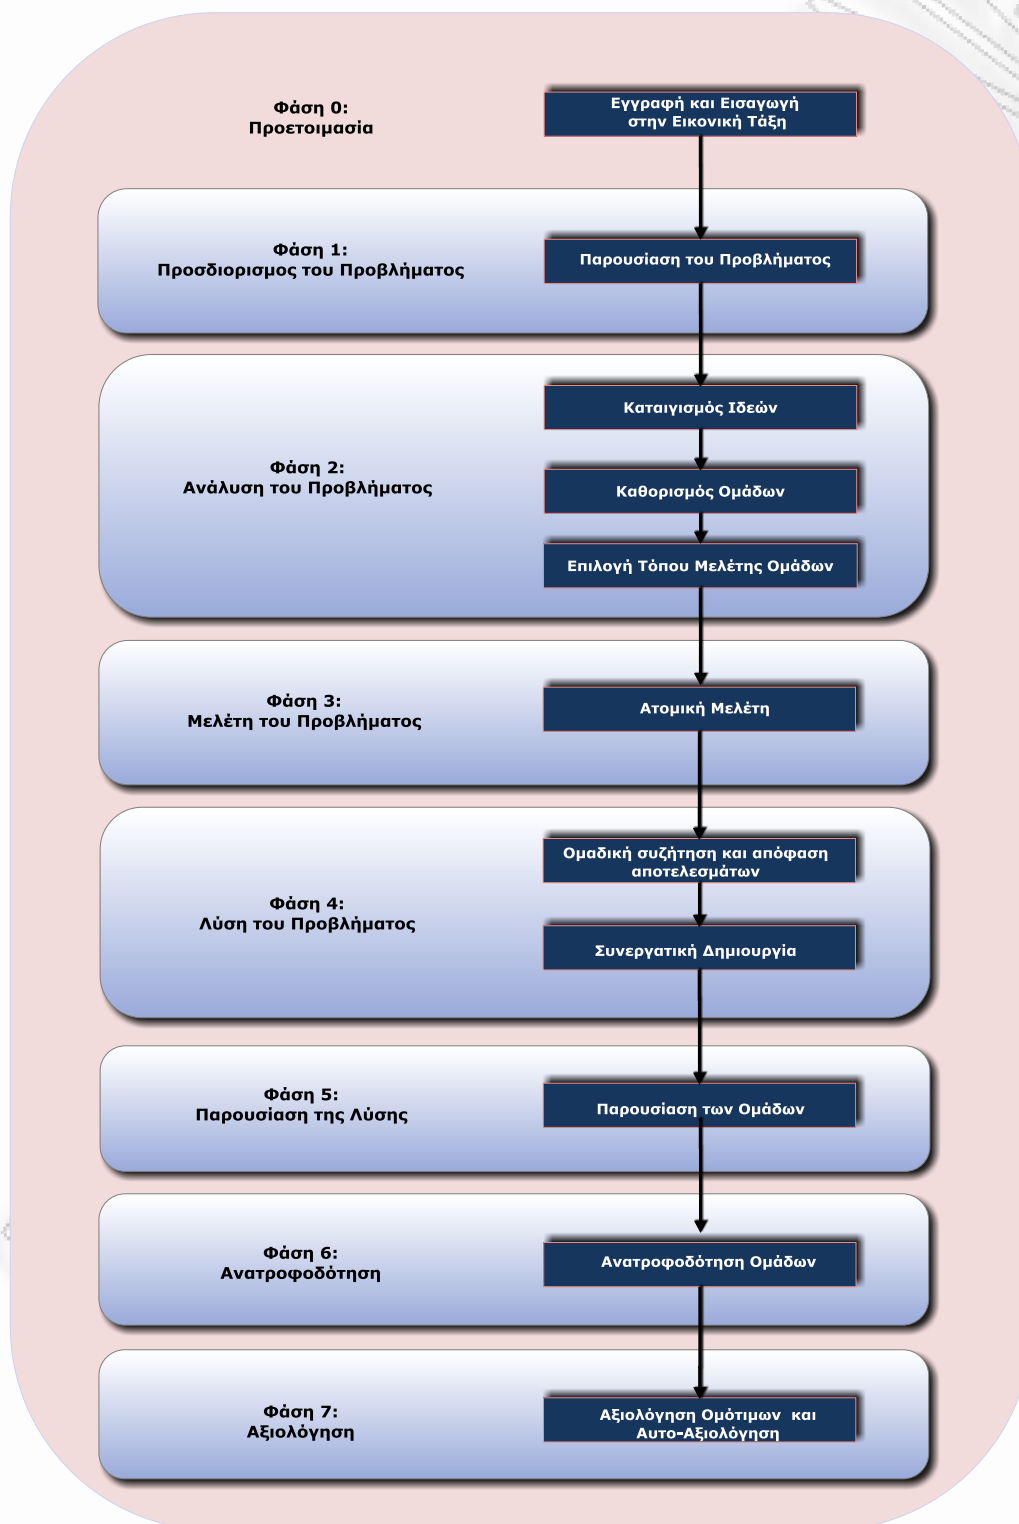 Φάση 0:
Προετοιμασία
Εγγραφή και Εισαγωγή
στην Εικονική Τάξη
Φάση 1:
Προσδιορισμος του Προβλήματος
Παρουσίαση του Προβλήματος
Φάση 2:
Ανάλυση του Προβλήματος
Καταιγισμός Ιδεών
Καθορισμός Ομάδων
Επιλογή Τόπου Μελέτης Ομάδων
Φάση 3:
Μελέτη του Προβλήματος
Ατομική Μελέτη
Φάση 4:
Λύση του Προβλήματος
Ομαδική συζήτηση και απόφαση
αποτελεσμάτων
Συνεργατική Δημιουργία
Φάση 5:
Παρουσίαση της Λύσης
Παρουσίαση των Ομάδων
Φάση 6:
Ανατροφοδότηση
Ανατροφοδότηση Ομάδων
Φάση 7:
Αξιολόγηση
Αξιολόγηση Ομότιμων και
Αυτο-Αξιολόγηση